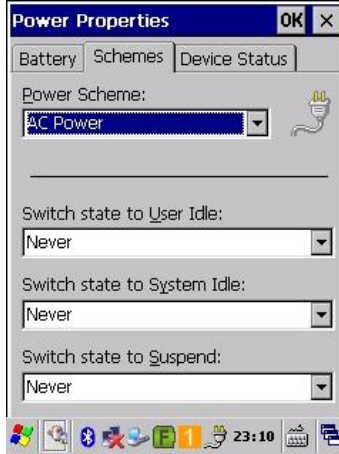 Power Properties OK ×
Battery Schemes Device Status
Power Scheme:
AC Power
Switch state to User Idle:
Never
Switch state to System Idle:
Never
Switch state to Suspend:
Never
F 1 23:10